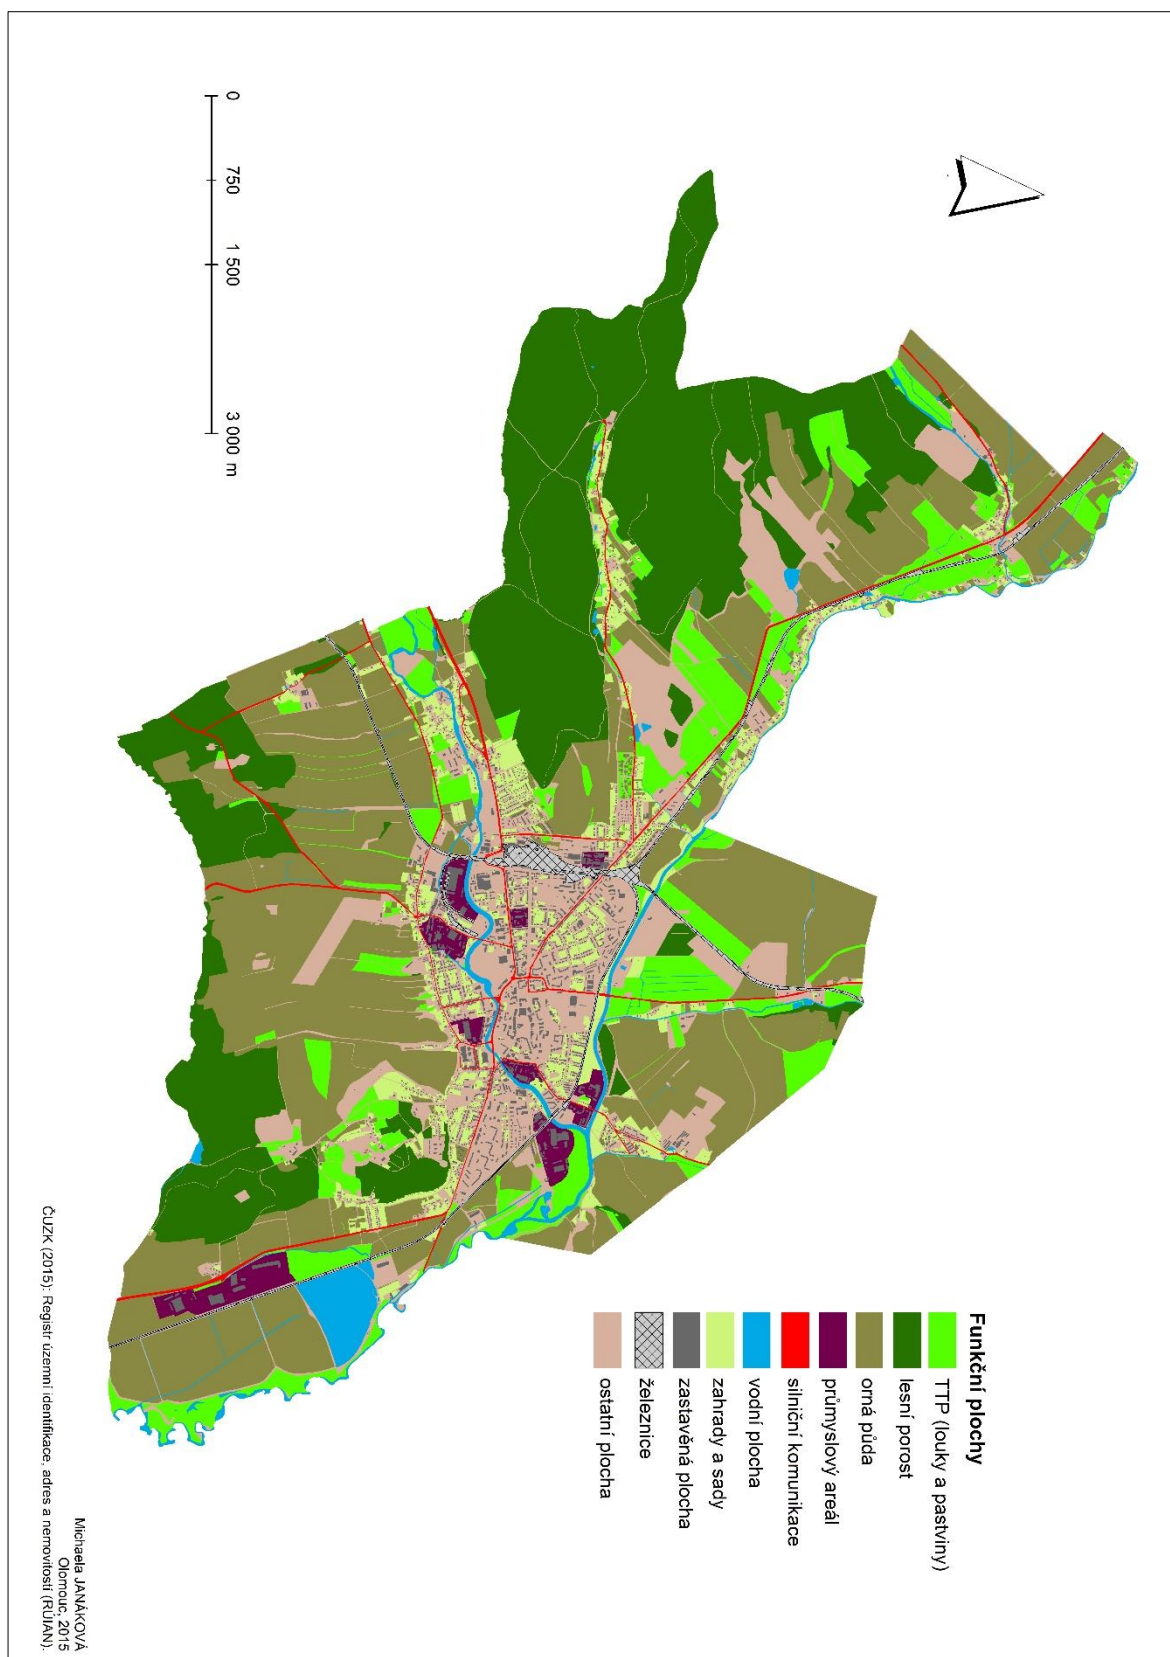 0
750
1 500
3 000 m
Funkční plochy
TTP (louky a pastviny)
lesní porost
orná půda
průmyslový areál
silniční komunikace
vodní plocha
zahrady a sady
zastavěná plocha
železnice
ostatní plocha
Michaela JANÁKOVÁ
Olomouc, 2015
ČUZK (2015): Registr územní identifikace, adres a nemovitostí (RÚIAN).